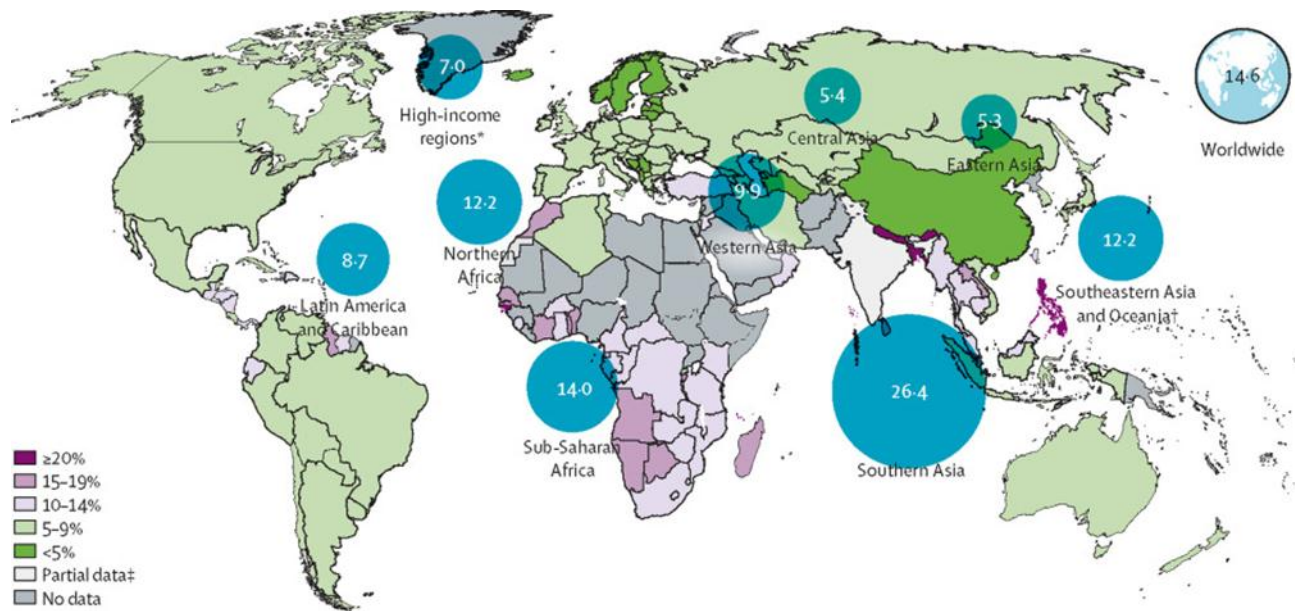 7·0
High-income
regions*
5·4
Central Asia
5·3
Eastern Asia
14·6
Worldwide
12·2
Northern
Africa
9·9
Western Asia
8·7
Latin America
and Caribbean
12·2
Southeastern Asia
and Oceania†
14·0
Sub-Saharan
Africa
26·4
Southern Asia
≥20%
15–19%
10–14%
5–9%
<5%
Partial data‡
No data